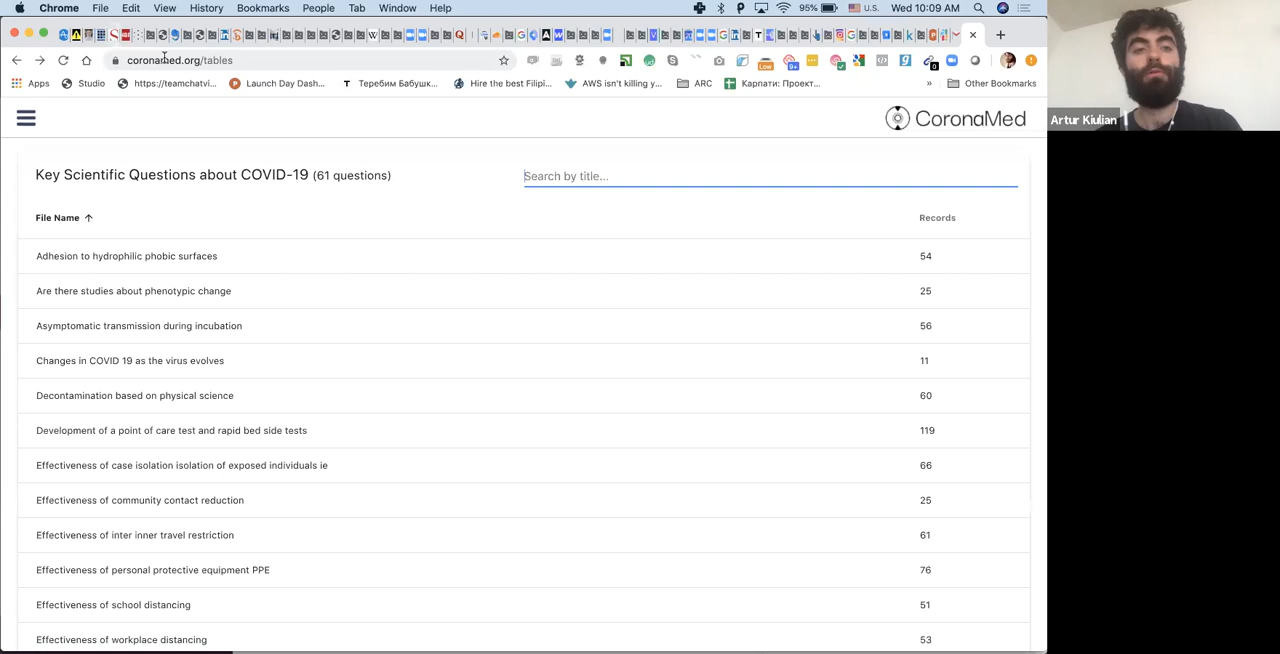 Chrome File Edit View History Bookmarks People Tab Window Help 95% U.S. Wed 10:09 AM
coronamed.org/tables
Apps Studio https://teamchatvi... Launch Day Dash... Теребим Бабушк... Hire the best Filipi... AWS isn't killing y... ARC Карпати: Проект... » Other Bookmarks
CoronaMed
Artur Kiulian
Key Scientific Questions about COVID-19 (61 questions) Search by title...
File Name Records
Adhesion to hydrophilic phobic surfaces 54
Are there studies about phenotypic change 25
Asymptomatic transmission during incubation 56
Changes in COVID 19 as the virus evolves 11
Decontamination based on physical science 60
Development of a point of care test and rapid bed side tests 119
Effectiveness of case isolation isolation of exposed individuals ie 66
Effectiveness of community contact reduction 25
Effectiveness of inter inner travel restriction 61
Effectiveness of personal protective equipment PPE 76
Effectiveness of school distancing 51
Effectiveness of workplace distancing 53